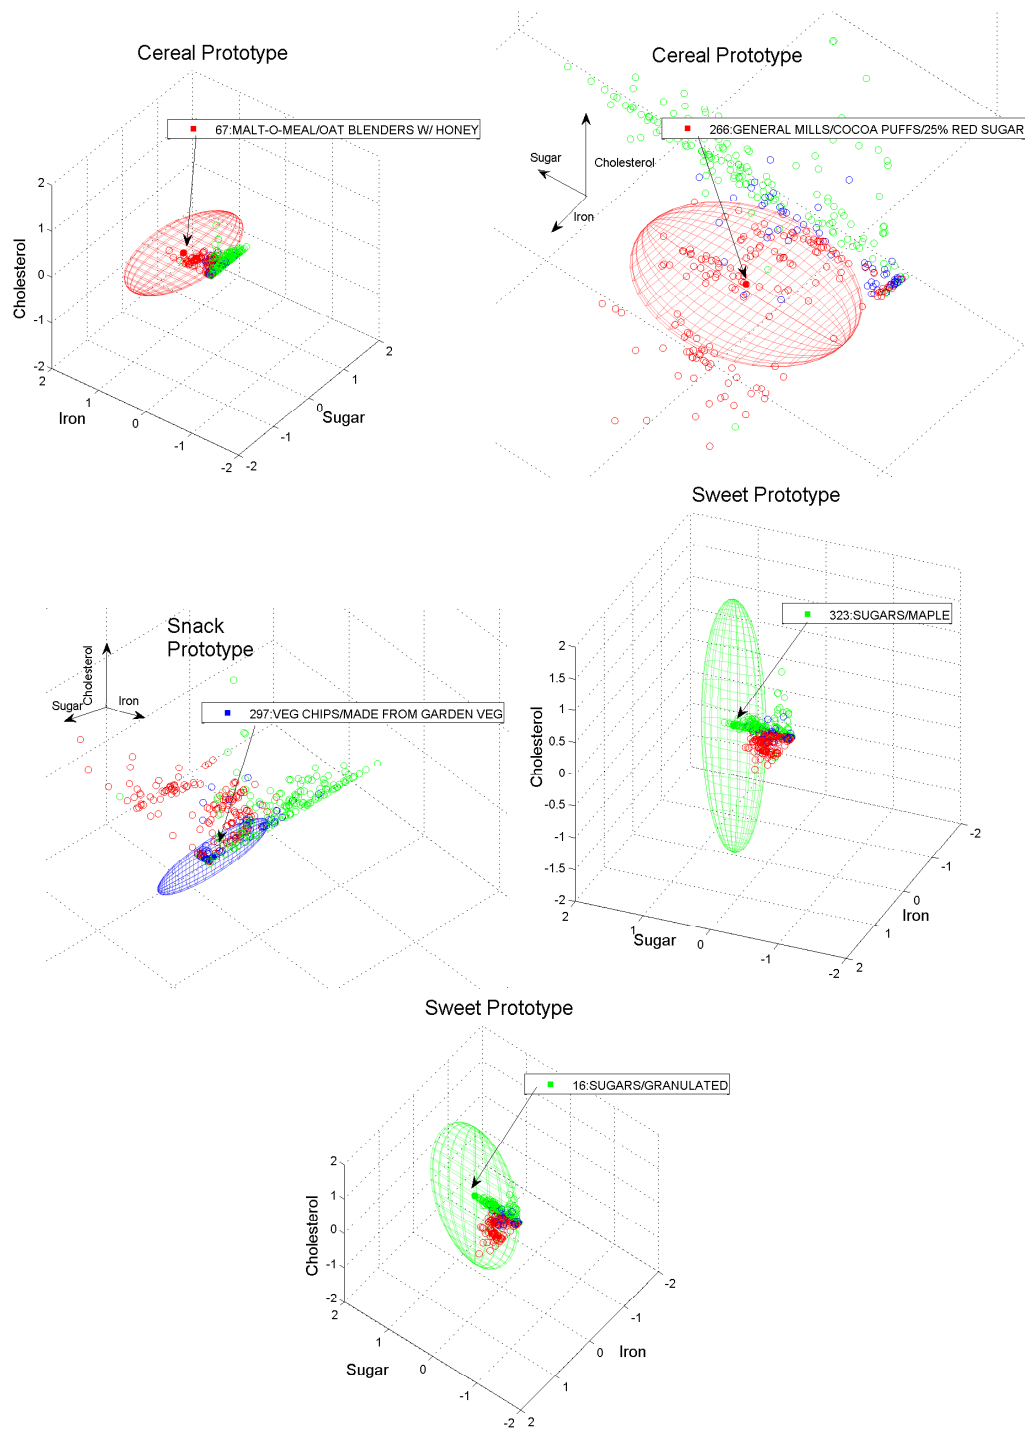 Cereal Prototype
67:MALT-O-MEAL/OAT BLENDERS W/ HONEY
2
1
0
-1
-2
Cholesterol
2
1
0
-1
-2
Iron
-2
-1
0
1
2
Sugar
Cereal Prototype
266:GENERAL MILLS/COCOA PUFFS/25% RED SUGAR
Sugar
Cholesterol
Iron
Snack
Prototype
Cholesterol
Sugar
Iron
297:VEG CHIPS/MADE FROM GARDEN VEG
Sweet Prototype
323:SUGARS/MAPLE
2
1.5
1
0.5
0
-0.5
-1
-1.5
-2
Cholesterol
2
1
0
-1
-2
Sugar
-2
-1
0
1
2
Iron
Sweet Prototype
16:SUGARS/GRANULATED
2
1
0
-1
-2
Cholesterol
2
1
0
-1
-2
Sugar
-2
-1
0
1
2
Iron